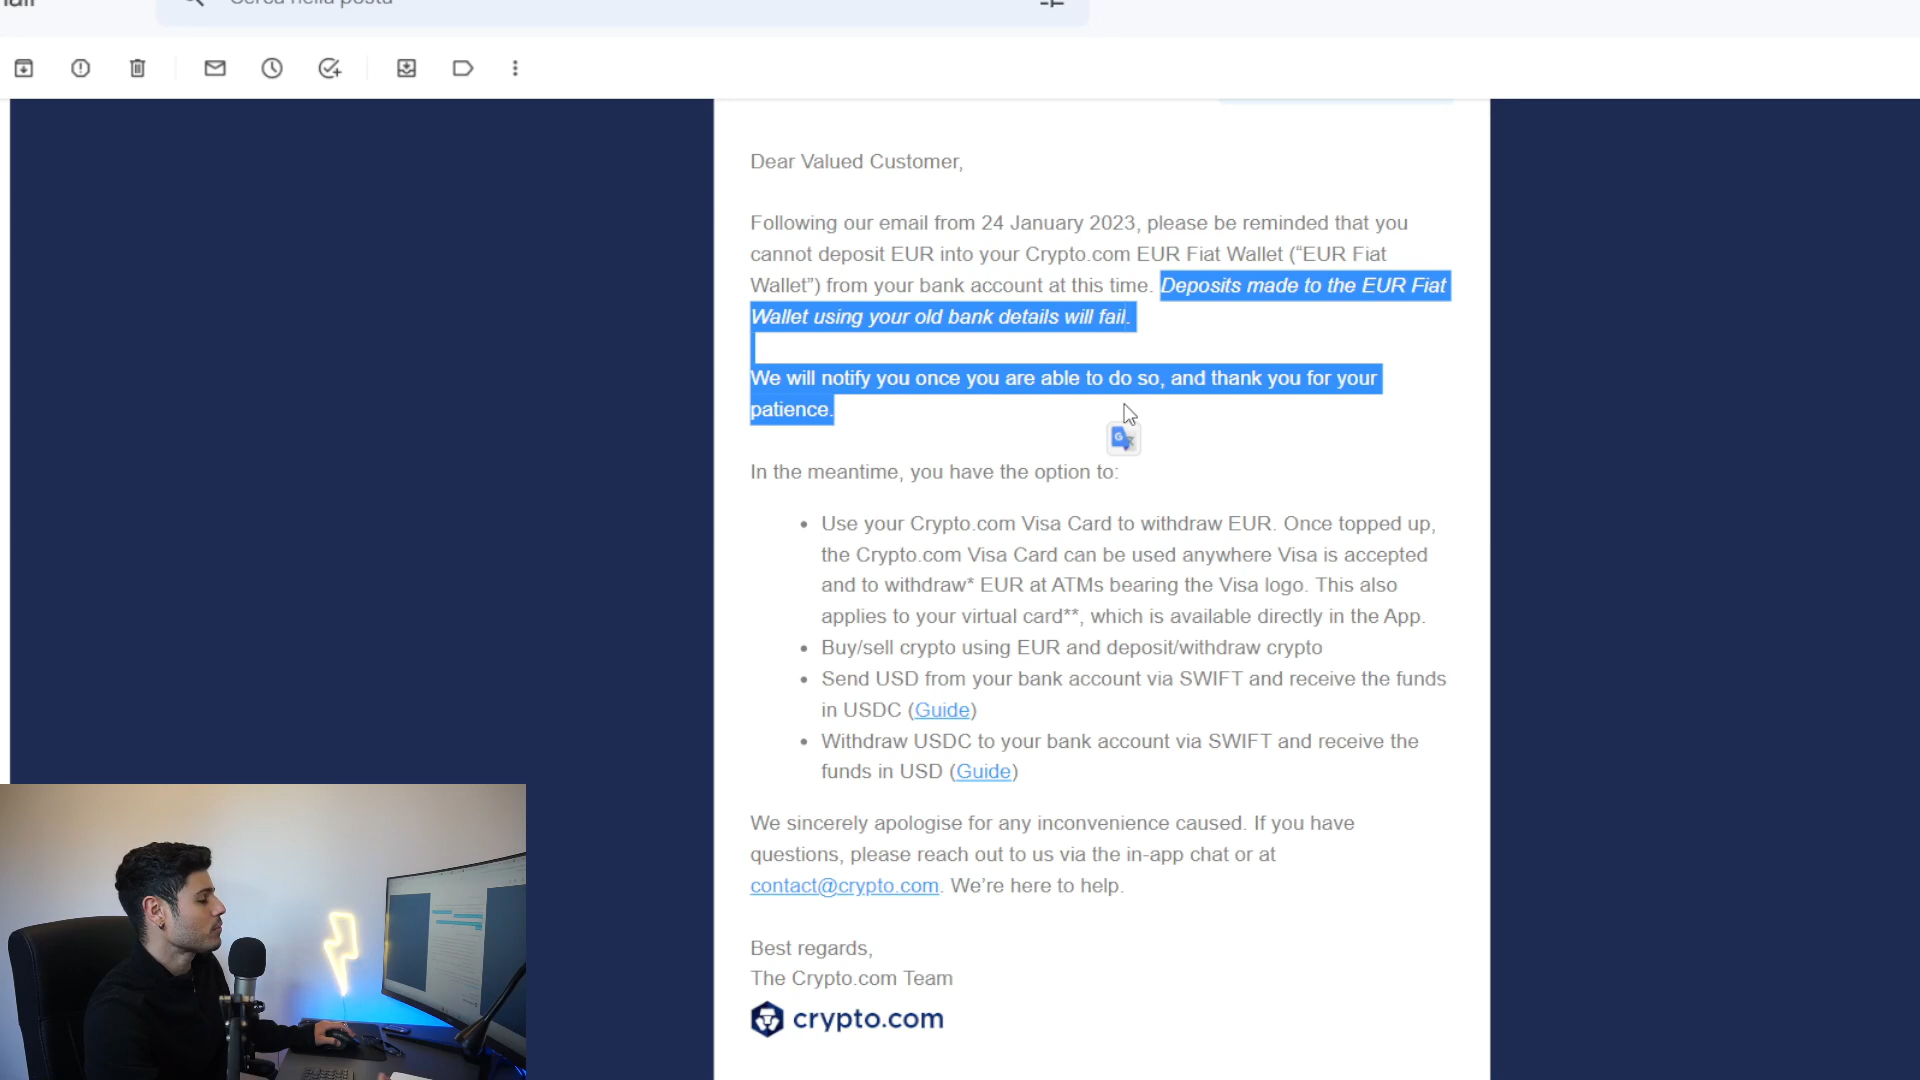 Cerca nella posta
Dear Valued Customer,
Following our email from 24 January 2023, please be reminded that you
cannot deposit EUR into your Crypto.com EUR Fiat Wallet (“EUR Fiat
Wallet”) from your bank account at this time. Deposits made to the EUR Fiat
Wallet using your old bank details will fail.
We will notify you once you are able to do so, and thank you for your
patience.
In the meantime, you have the option to:
• Use your Crypto.com Visa Card to withdraw EUR. Once topped up,
the Crypto.com Visa Card can be used anywhere Visa is accepted
and to withdraw* EUR at ATMs bearing the Visa logo. This also
applies to your virtual card**, which is available directly in the App.
• Buy/sell crypto using EUR and deposit/withdraw crypto
• Send USD from your bank account via SWIFT and receive the funds
in USDC (Guide)
• Withdraw USDC to your bank account via SWIFT and receive the
funds in USD (Guide)
We sincerely apologise for any inconvenience caused. If you have
questions, please reach out to us via the in-app chat or at
contact@crypto.com. We’re here to help.
Best regards,
The Crypto.com Team
crypto.com